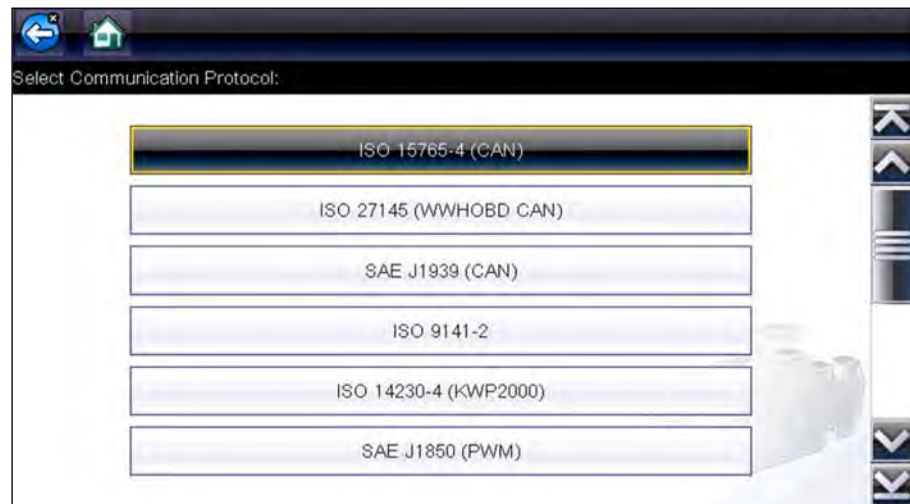 Select Communication Protocol:
ISO 15765-4 (CAN)
ISO 27145 (WWHOBD CAN)
SAE J1939 (CAN)
ISO 9141-2
ISO 14230-4 (KWP2000)
SAE J1850 (PWM)